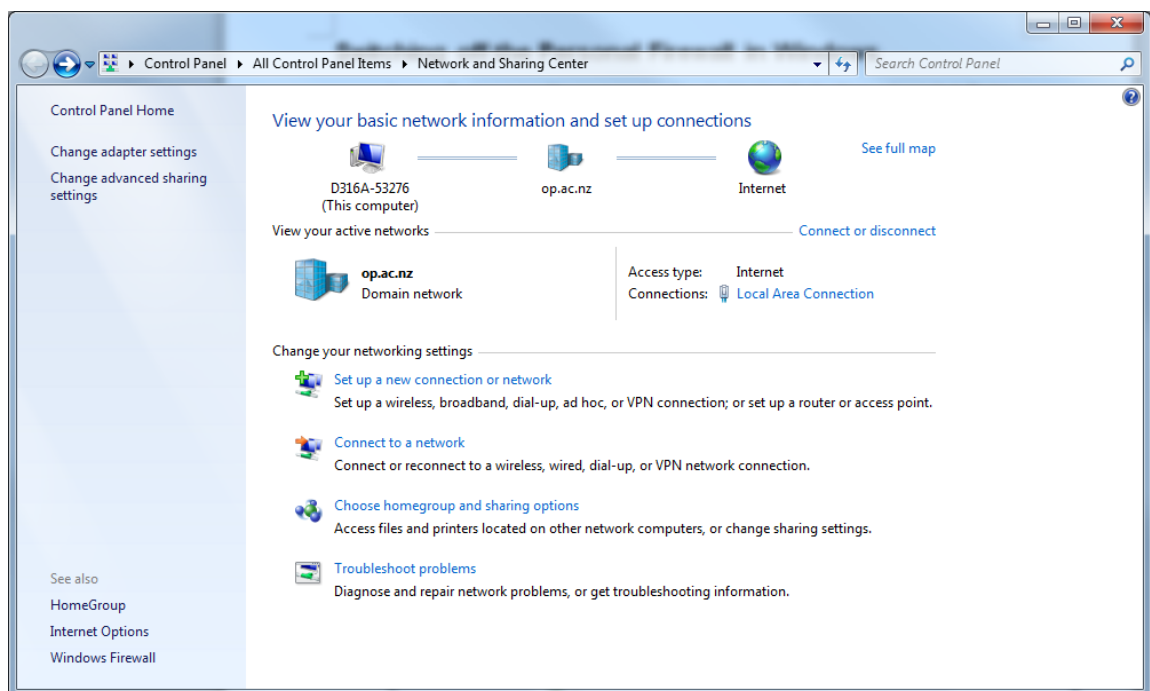 Switching off the Personal Firewall in Windows
Control Panel All Control Panel Items Network and Sharing Center Search Control Panel
Control Panel Home
Change adapter settings
Change advanced sharing
settings
See also
HomeGroup
Internet Options
Windows Firewall
View your basic network information and set up connections
See full map
D316A-53276 op.ac.nz Internet
(This computer)
View your active networks Connect or disconnect
op.ac.nz
Domain network
Access type: Internet
Connections: Local Area Connection
Change your networking settings
Set up a new connection or network
Set up a wireless, broadband, dial-up, ad hoc, or VPN connection; or set up a router or access point.
Connect to a network
Connect or reconnect to a wireless, wired, dial-up, or VPN network connection.
Choose homegroup and sharing options
Access files and printers located on other network computers, or change sharing settings.
Troubleshoot problems
Diagnose and repair network problems, or get troubleshooting information.